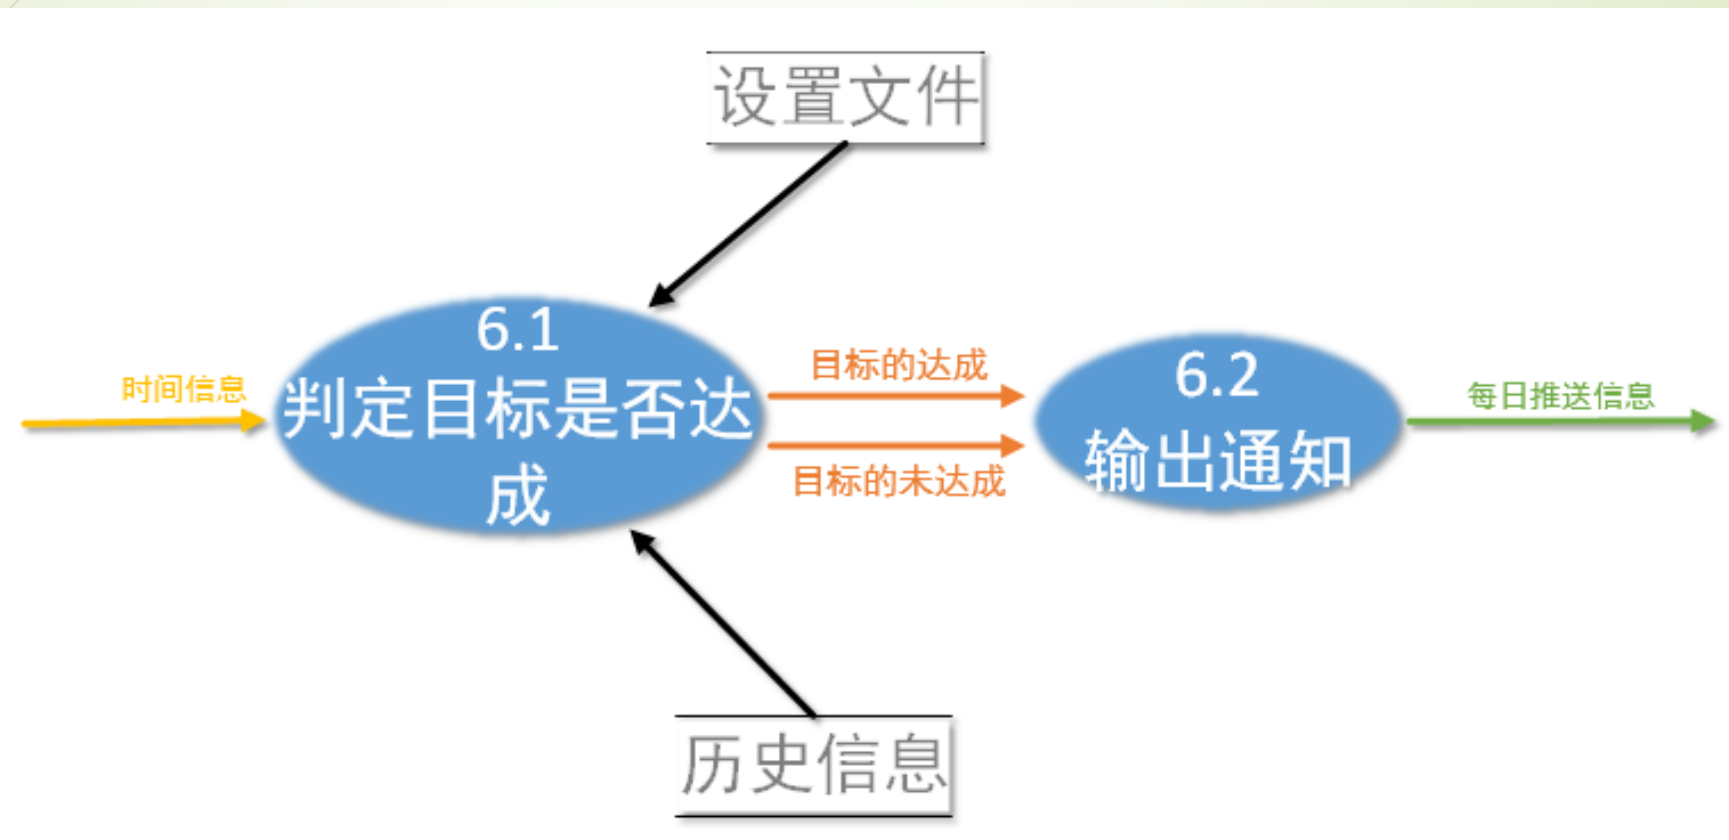 设置文件
时间信息
6.1
判定目标是否达
成
目标的达成
目标的未达成
6.2
输出通知
每日推送信息
历史信息